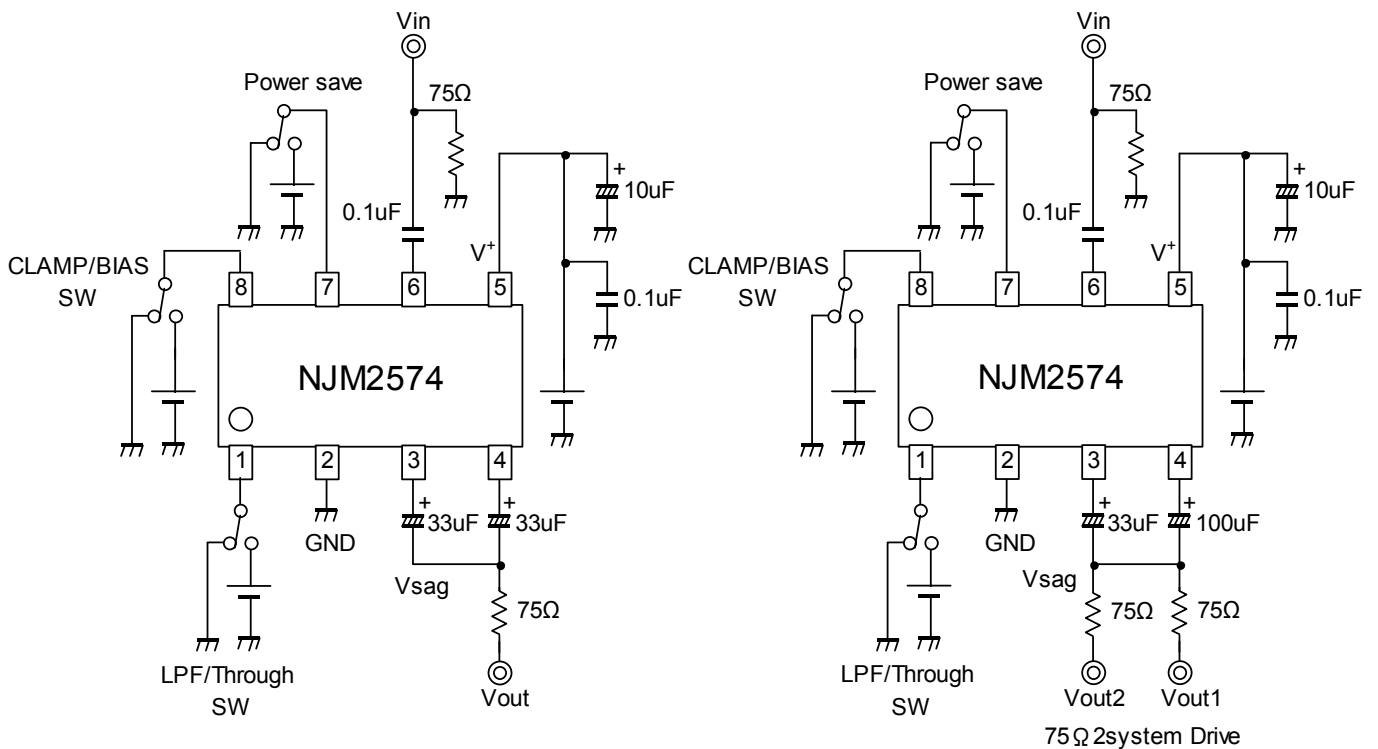 Vin
Power save
75Ω
+
10uF
0.1uF
V+
CLAMP/BIAS
SW
8
7
6
5
0.1uF
NJM2574
1
2
3
4
+
+
33uF
33uF
GND
Vsag
75Ω
LPF/Through
SW
Vout
Vin
Power save
75Ω
+
10uF
0.1uF
V+
CLAMP/BIAS
SW
8
7
6
5
0.1uF
NJM2574
1
2
3
4
+
+
33uF
100uF
GND
Vsag
75Ω
75Ω
LPF/Through
SW
Vout2
Vout1
75Ω2system Drive